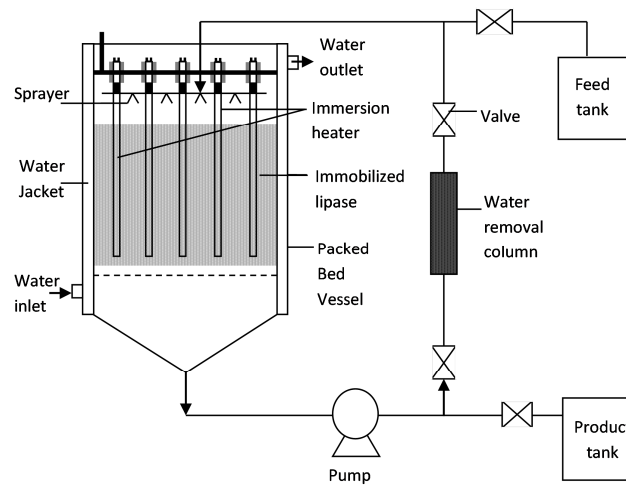 Water
outlet
Sprayer
Immersion
heater
Feed
tank
Valve
Water
Jacket
Immobilized
lipase
Water
removal
column
Packed
Bed
Vessel
Water
inlet
Pump
Product
tank